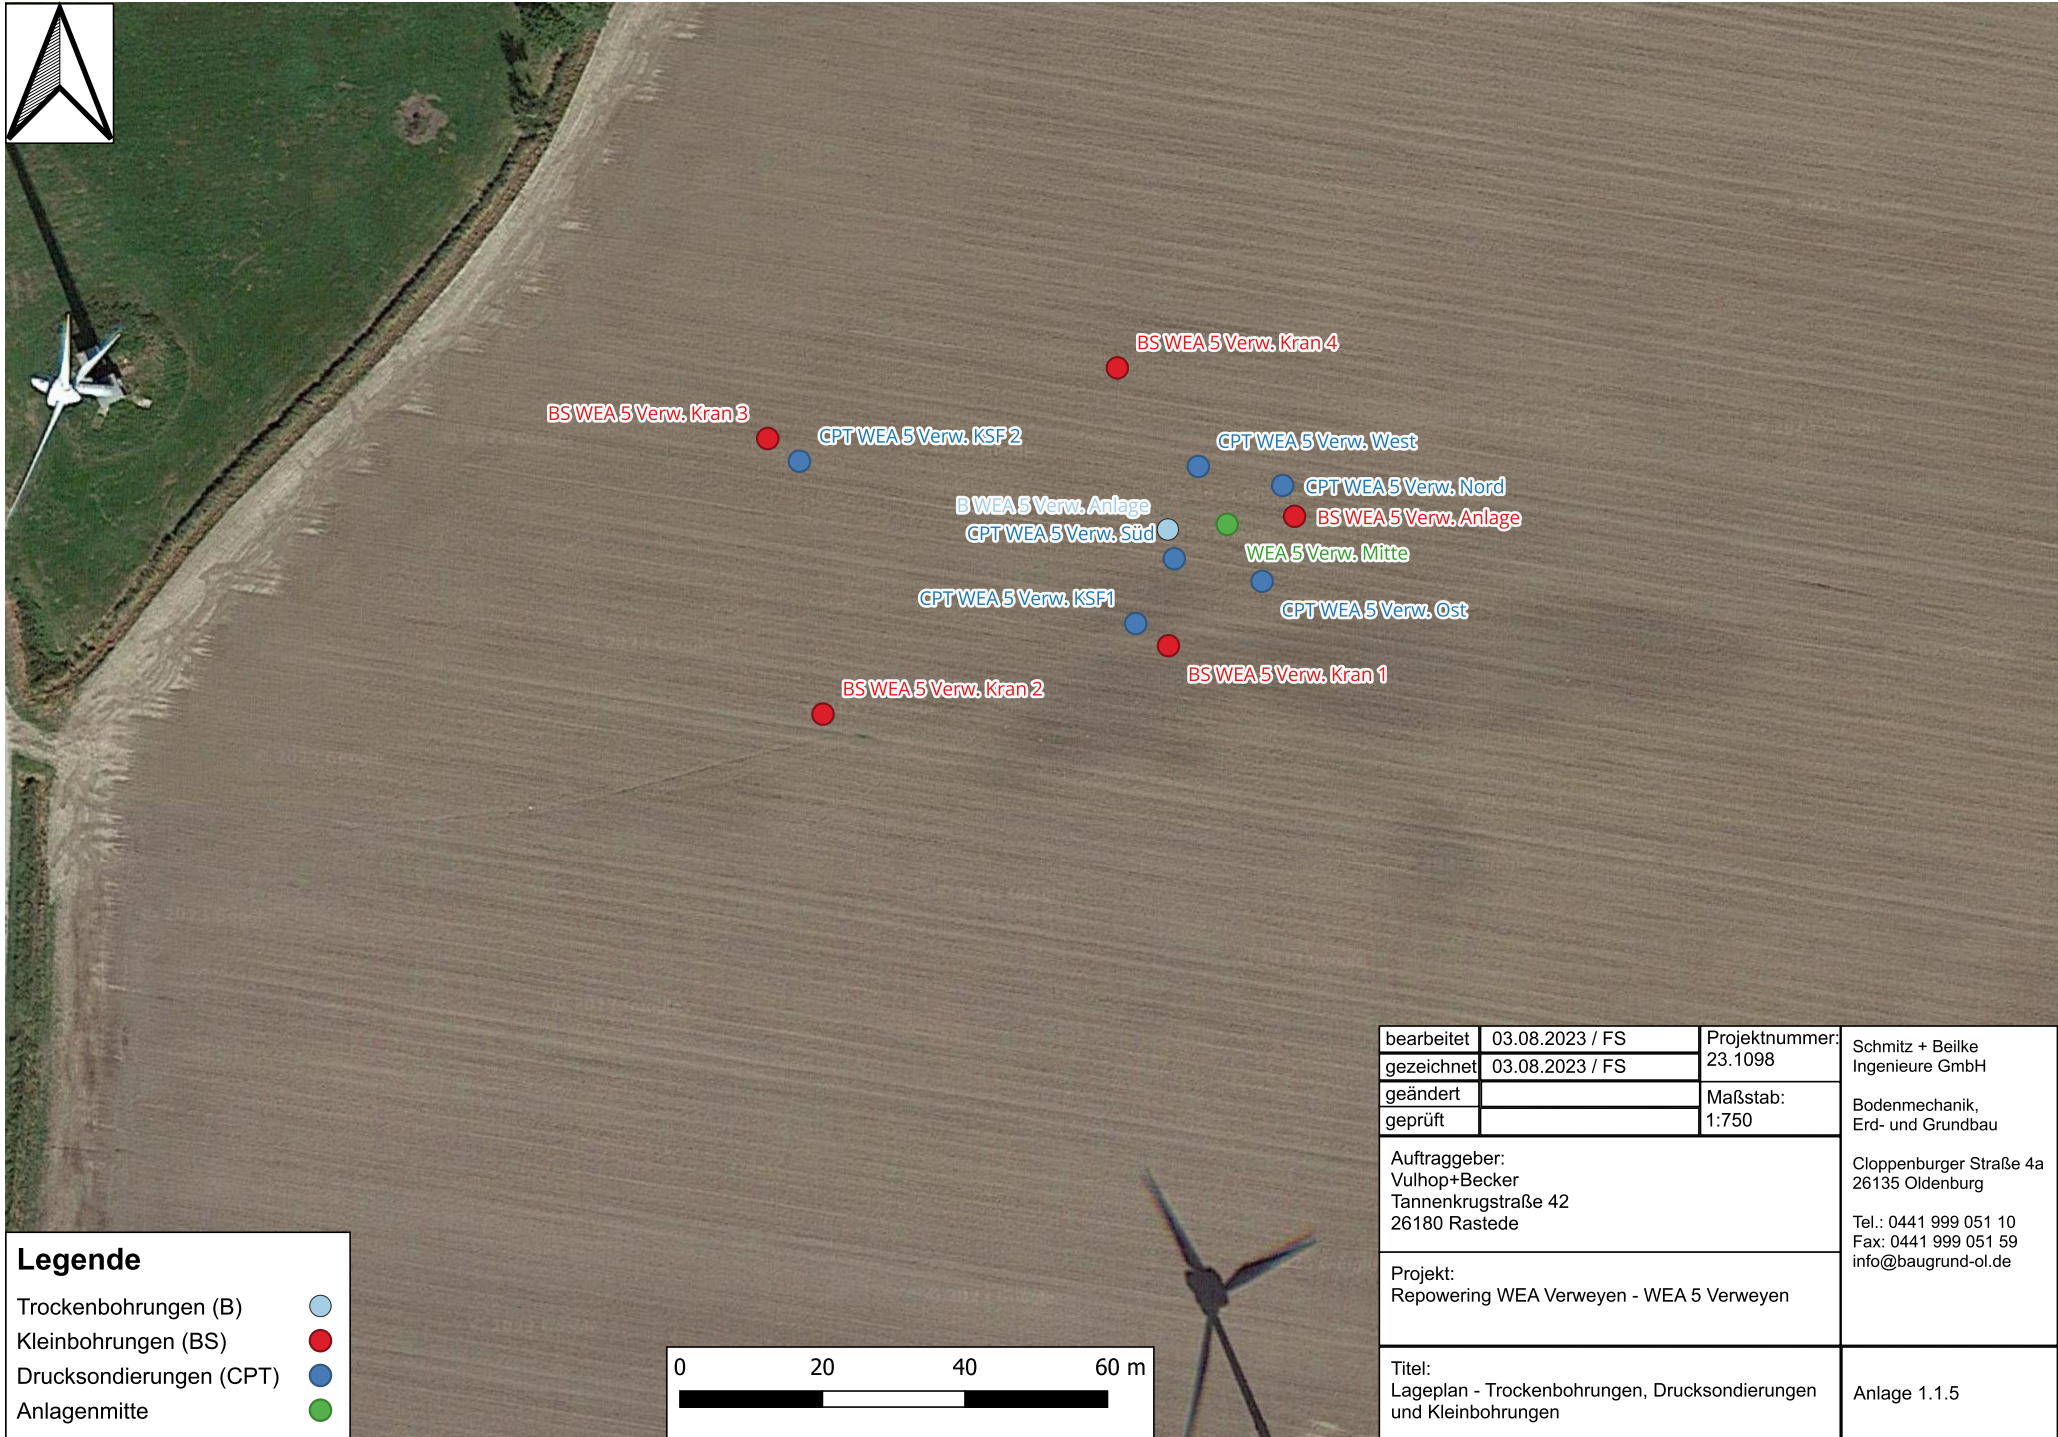 BS WEA 5 Verw. Kran 4
BS WEA 5 Verw. Kran 3
CPT WEA 5 Verw. KSF 2
CPT WEA 5 Verw. West
CPT WEA 5 Verw. Nord
B WEA 5 Verw. Anlage
BS WEA 5 Verw. Anlage
CPT WEA 5 Verw. Süd
WEA 5 Verw. Mitte
CPT WEA 5 Verw. KSF1
CPT WEA 5 Verw. Ost
BS WEA 5 Verw. Kran 1
BS WEA 5 Verw. Kran 2
Legende
Trockenbohrungen (B)
Kleinbohrungen (BS)
Drucksondierungen (CPT)
Anlagenmitte
0 20 40 60 m
bearbeitet 03.08.2023 / FS
gezeichnet 03.08.2023 / FS
geändert
geprüft
Projektnummer:
23.1098
Maßstab:
1:750
Auftraggeber:
Vulhop+Becker
Tannenkrugstraße 42
26180 Rastede
Projekt:
Repowering WEA Verweyen - WEA 5 Verweyen
Titel:
Lageplan - Trockenbohrungen, Drucksondierungen
und Kleinbohrungen
Schmitz + Beilke
Ingenieure GmbH
Bodenmechanik,
Erd- und Grundbau
Cloppenburger Straße 4a
26135 Oldenburg
Tel.: 0441 999 051 10
Fax: 0441 999 051 59
info@baugrund-ol.de
Anlage 1.1.5